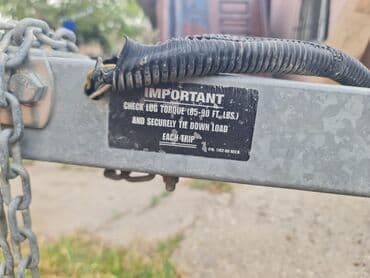 IMPORTANT
CHECK LUG TORQUE (85-90 FT. LBS.)
AND SECURELY TIE DOWN LOAD
EACH TRIP
P/N